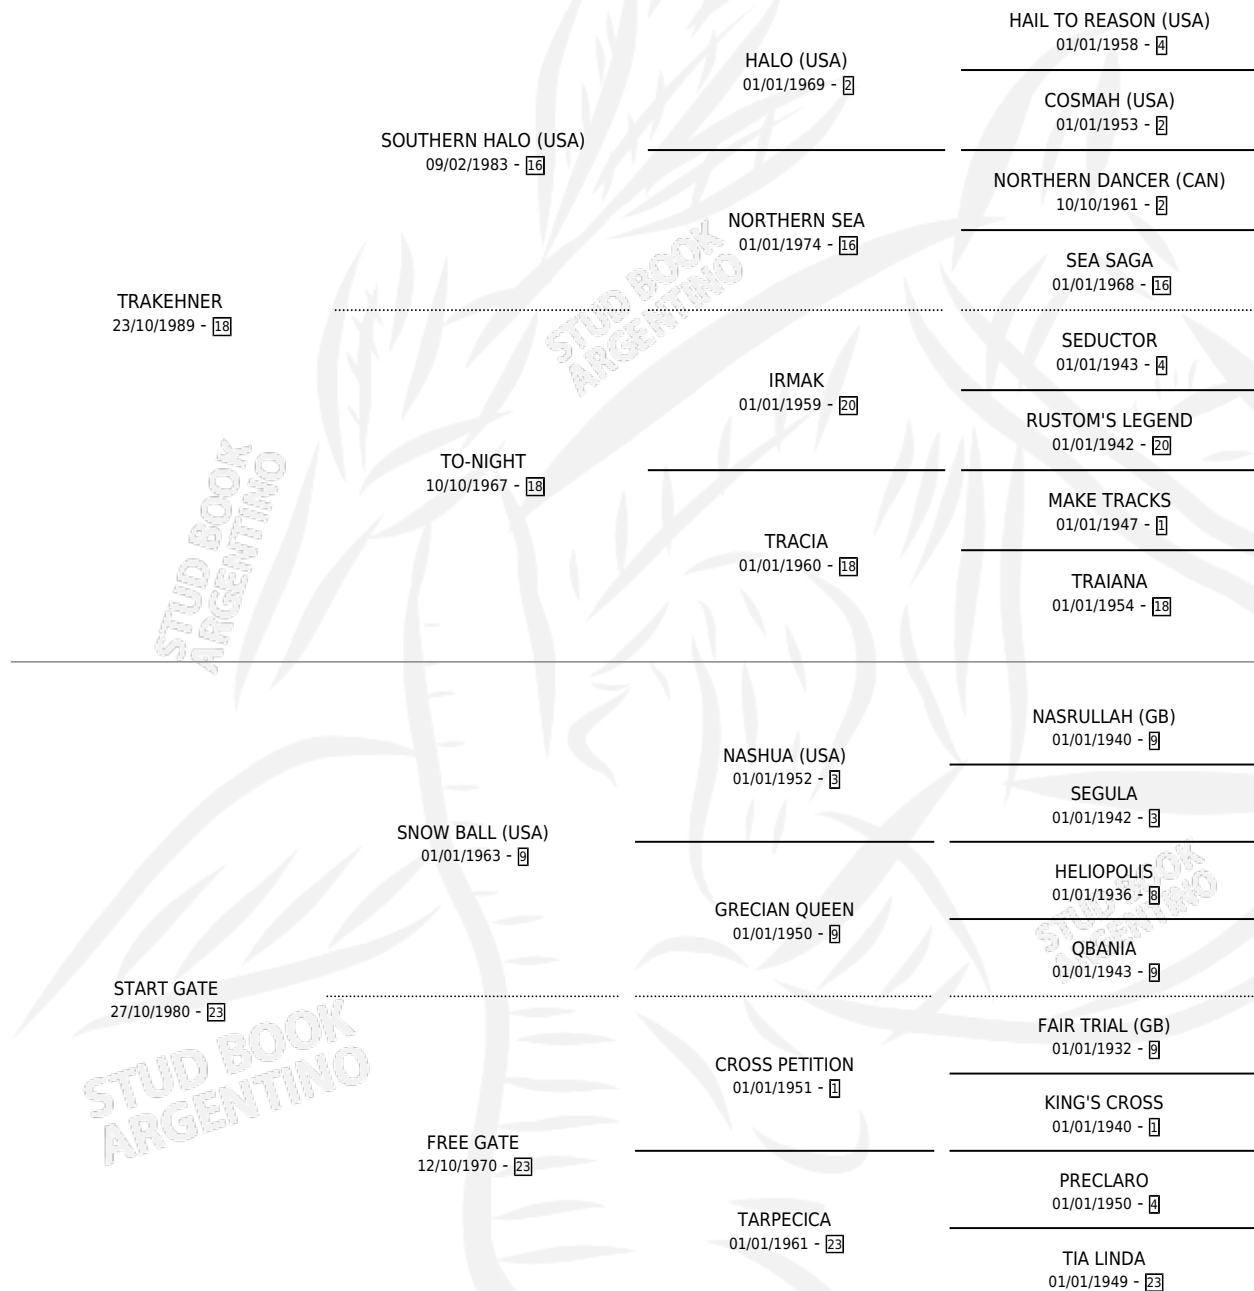 HAIL TO REASON (USA)
01/01/1958 - 4
HALO (USA)
01/01/1969 - 2
COSMAH (USA)
01/01/1953 - 2
SOUTHERN HALO (USA)
09/02/1983 - 16
NORTHERN DANCER (CAN)
10/10/1961 - 2
NORTHERN SEA
01/01/1974 - 16
SEA SAGA
01/01/1968 - 16
TRAKEHNER
23/10/1989 - 18
SEDUCTOR
01/01/1943 - 4
IRMAK
01/01/1959 - 20
RUSTOM'S LEGEND
01/01/1942 - 20
TO-NIGHT
10/10/1967 - 18
MAKE TRACKS
01/01/1947 - 1
TRACIA
01/01/1960 - 18
TRAIANA
01/01/1954 - 18
NASRULLAH (GB)
01/01/1940 - 9
NASHUA (USA)
01/01/1952 - 3
SEGULA
01/01/1942 - 3
SNOW BALL (USA)
01/01/1963 - 9
HELIOPOLIS
01/01/1936 - 8
GRECIAN QUEEN
01/01/1950 - 9
QBANIA
01/01/1943 - 9
START GATE
27/10/1980 - 23
FAIR TRIAL (GB)
01/01/1932 - 9
CROSS PETITION
01/01/1951 - 1
KING'S CROSS
01/01/1940 - 1
FREE GATE
12/10/1970 - 23
PRECLARO
01/01/1950 - 4
TARPECICA
01/01/1961 - 23
TIA LINDA
01/01/1949 - 23
STUD BOOK
ARGENTINO
STUD BOOK
ARGENTINO
STUD BOOK
ARGENTINO
STUD BOOK
ARGENTINO